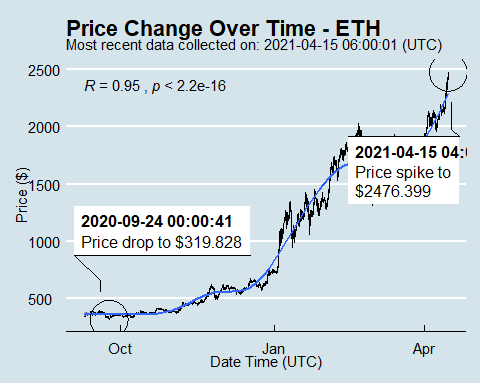 Price Change Over Time - ETH
Most recent data collected on: 2021-04-15 06:00:01 (UTC)
2500
R = 0.95 , p < 2.2e-16
2000
2021-04-15 04:0
Price spike to
$2476.399
1500
Price ($)
2020-09-24 00:00:41
Price drop to $319.828
1000
500
Oct
Jan
Apr
Date Time (UTC)